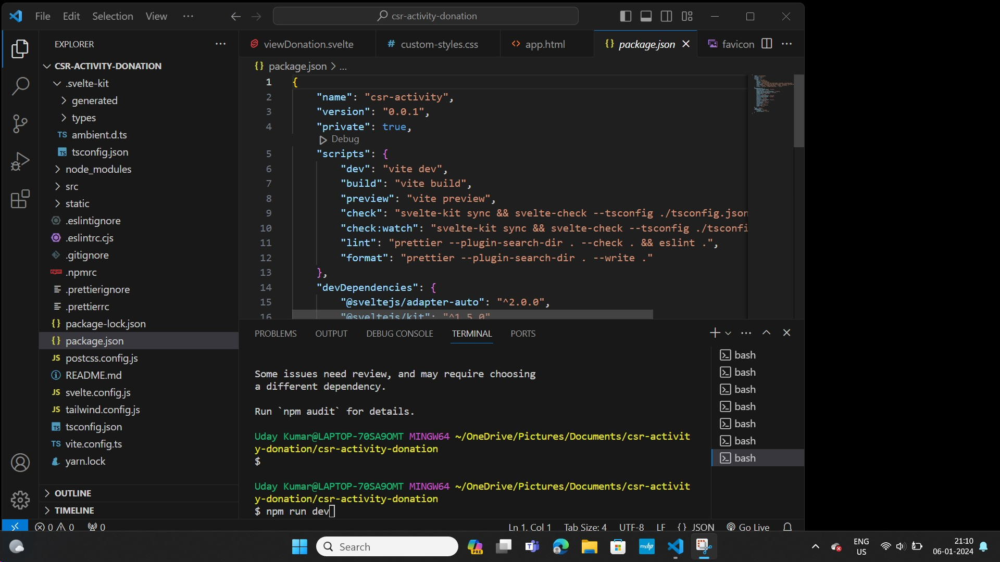 File Edit Selection View ··· csr-activity-donation
EXPLORER ···
CSR-ACTIVITY-DONATION
.svelte-kit
generated
types
TS ambient.d.ts
TS tsconfig.json
node_modules
src
static
.eslintignore
.eslintrc.cjs
.gitignore
npm .npmrc
.prettierignore
.prettierrc
{} package-lock.json
{} package.json
JS postcss.config.js
README.md
JS svelte.config.js
JS tailwind.config.js
TS tsconfig.json
TS vite.config.ts
yarn.lock
OUTLINE
TIMELINE
viewDonation.svelte # custom-styles.css <> app.html {} package.json favicon ···
{} package.json > ...
1 {
2 "name": "csr-activity",
3 "version": "0.0.1",
4 "private": true,
Debug
5 "scripts": {
6 "dev": "vite dev",
7 "build": "vite build",
8 "preview": "vite preview",
9 "check": "svelte-kit sync && svelte-check --tsconfig ./tsconfig.json
10 "check:watch": "svelte-kit sync && svelte-check --tsconfig ./tsconfi
11 "lint": "prettier --plugin-search-dir . --check . && eslint .",
12 "format": "prettier --plugin-search-dir . --write ."
13 },
14 "devDependencies": {
15 "@sveltejs/adapter-auto": "^2.0.0",
16 "@sveltejs/kit": "^1.5.0"
PROBLEMS OUTPUT DEBUG CONSOLE TERMINAL PORTS
Some issues need review, and may require choosing
a different dependency.
Run `npm audit` for details.
Uday Kumar@LAPTOP-70SA9OMT MINGW64 ~/OneDrive/Pictures/Documents/csr-activit
y-donation/csr-activity-donation
$
Uday Kumar@LAPTOP-70SA9OMT MINGW64 ~/OneDrive/Pictures/Documents/csr-activit
y-donation/csr-activity-donation
$ npm run dev
bash
bash
bash
bash
bash
bash
bash
0 0 0 Ln 1, Col 1 Tab Size: 4 UTF-8 LF {} JSON Go Live
Search PRE myhp ENG
US
21:10
06-01-2024